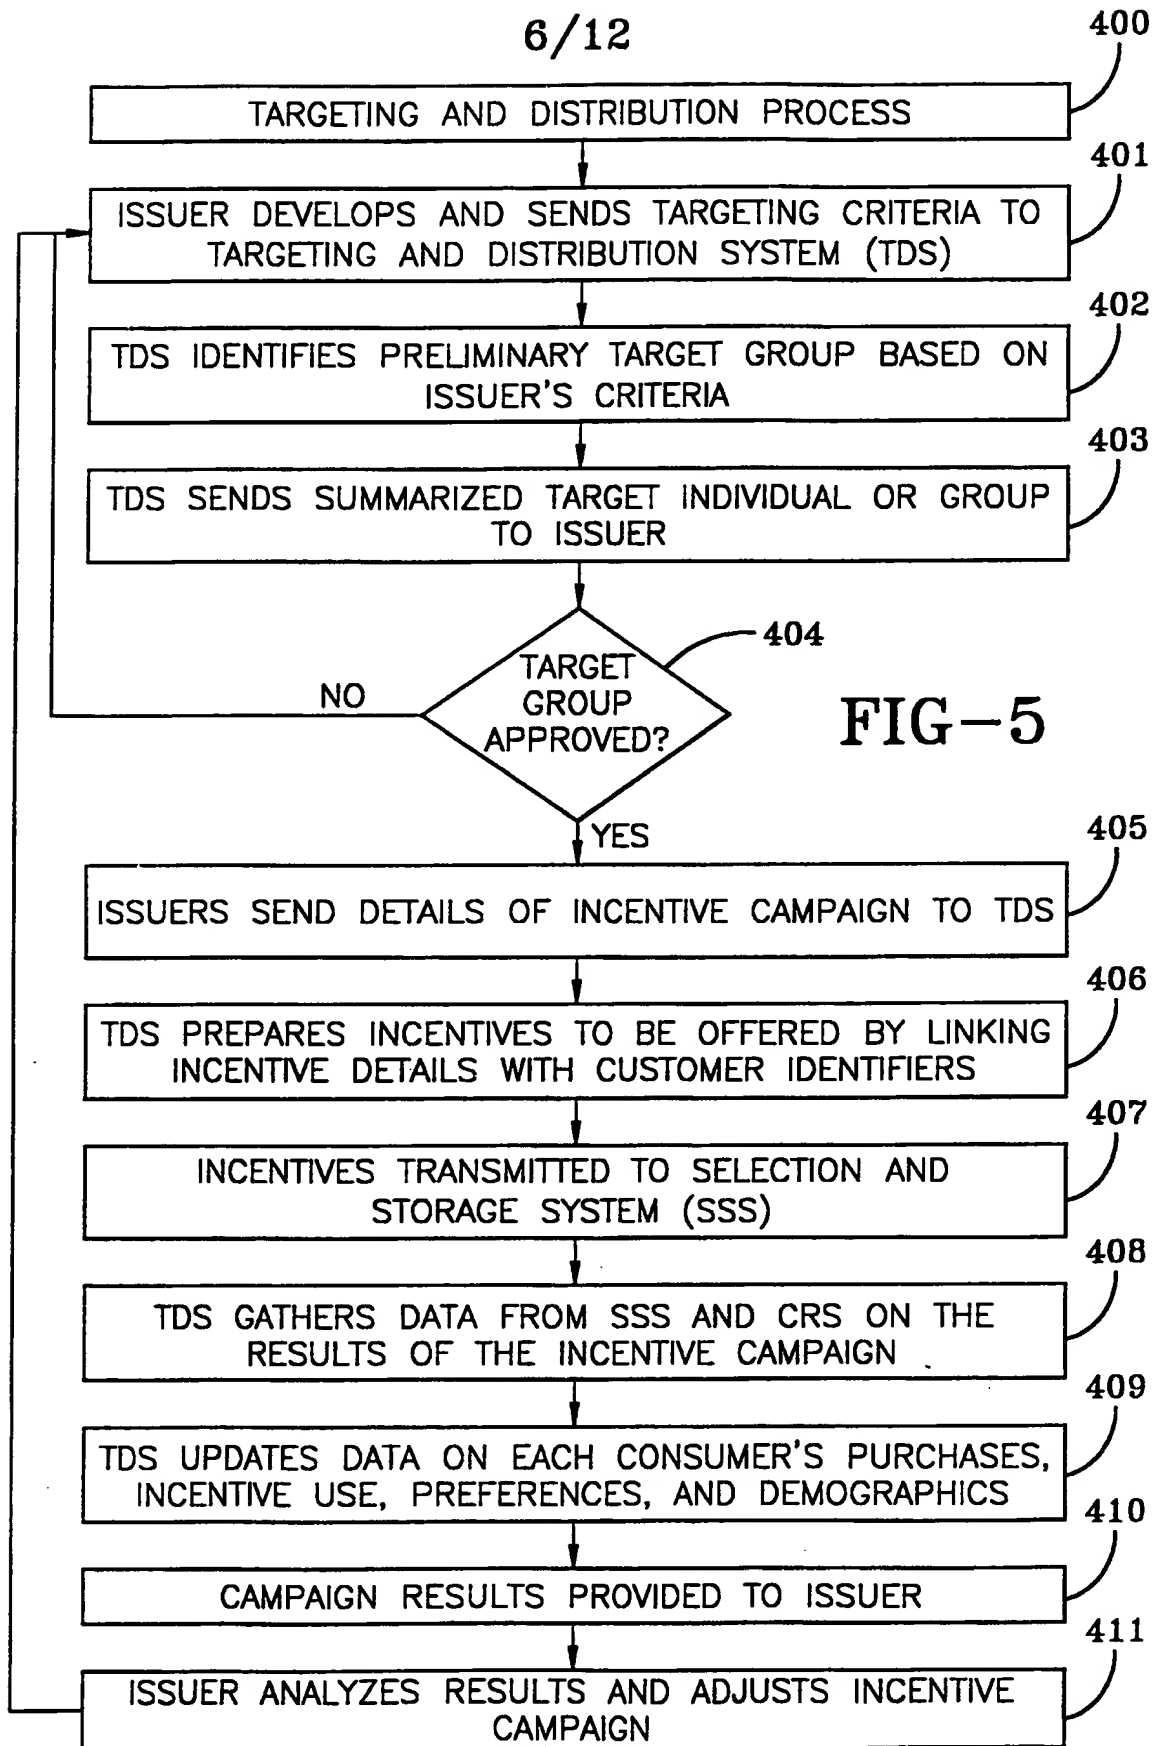 6/12
400
TARGETING AND DISTRIBUTION PROCESS
401
ISSUER DEVELOPS AND SENDS TARGETING CRITERIA TO
TARGETING AND DISTRIBUTION SYSTEM (TDS)
402
TDS IDENTIFIES PRELIMINARY TARGET GROUP BASED ON
ISSUER'S CRITERIA
403
TDS SENDS SUMMARIZED TARGET INDIVIDUAL OR GROUP
TO ISSUER
404
TARGET
GROUP
APPROVED?
NO
FIG-5
YES
405
ISSUERS SEND DETAILS OF INCENTIVE CAMPAIGN TO TDS
406
TDS PREPARES INCENTIVES TO BE OFFERED BY LINKING
INCENTIVE DETAILS WITH CUSTOMER IDENTIFIERS
407
INCENTIVES TRANSMITTED TO SELECTION AND
STORAGE SYSTEM (SSS)
408
TDS GATHERS DATA FROM SSS AND CRS ON THE
RESULTS OF THE INCENTIVE CAMPAIGN
409
TDS UPDATES DATA ON EACH CONSUMER'S PURCHASES,
INCENTIVE USE, PREFERENCES, AND DEMOGRAPHICS
410
CAMPAIGN RESULTS PROVIDED TO ISSUER
411
ISSUER ANALYZES RESULTS AND ADJUSTS INCENTIVE
CAMPAIGN